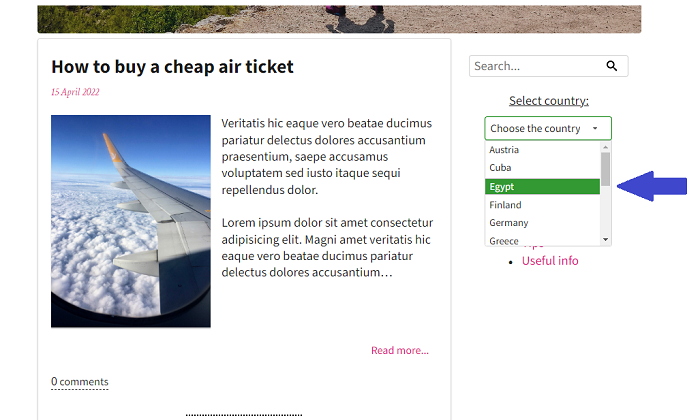 How to buy a cheap air ticket
15 April 2022
Veritatis hic eaque vero beatae ducimus
pariatur delectus dolores accusantium
praesentium, saepe accusamus
voluptatem sed iusto itaque sequi
repellendus dolor.
Lorem ipsum dolor sit amet consectetur
adipisicing elit. Magni amet veritatis hic
eaque vero beatae ducimus pariatur
delectus dolores accusantium…
Read more...
0 comments
Search...
Select country:
Choose the country
Austria
Cuba
Egypt
Finland
Germany
Greece
Useful info